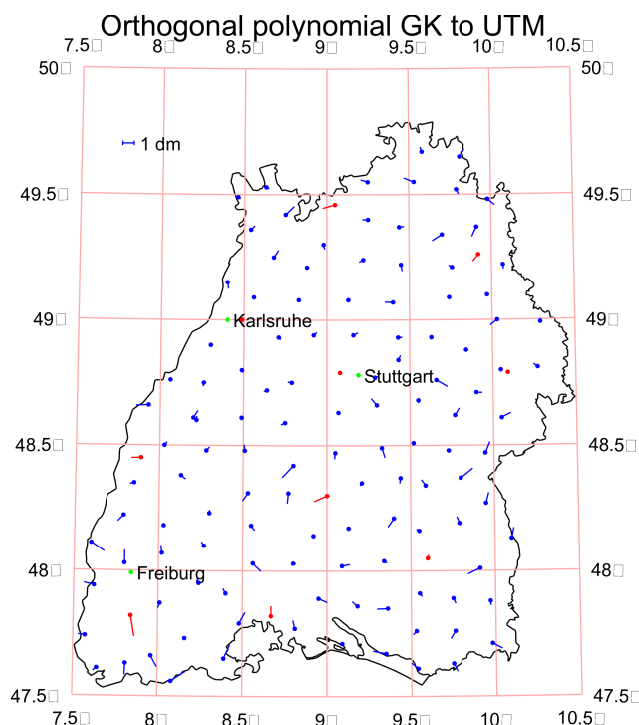 Orthogonal polynomial GK to UTM
7.5□ 8□ 8.5□ 9□ 9.5□ 10□ 10.5□
50□ 50□
1 dm
49.5□ 49.5□
49□ Karlsruhe 49□
Stuttgart
48.5□ 48.5□
48□ Freiburg 48□
47.5□ 47.5□
7.5□ 8□ 8.5□ 9□ 9.5□ 10□ 10.5□